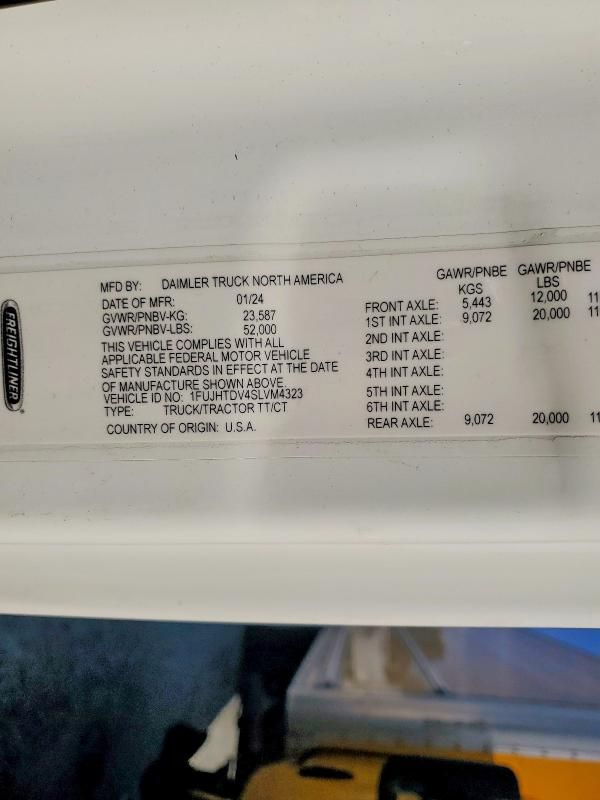 FREIGHTLINER
MFD BY: DAIMLER TRUCK NORTH AMERICA
DATE OF MFR: 01/24
GVWR/PNBV-KG: 23,587
GVWR/PNBV-LBS: 52,000
THIS VEHICLE COMPLIES WITH ALL
APPLICABLE FEDERAL MOTOR VEHICLE
SAFETY STANDARDS IN EFFECT AT THE DATE
OF MANUFACTURE SHOWN ABOVE
VEHICLE ID NO: 1FUJHTDV4SLVM4323
TYPE: TRUCK/TRACTOR TT/CT
COUNTRY OF ORIGIN: U.S.A.
GAWR/PNBE GAWR/PNBE
KGS LBS
FRONT AXLE: 5,443 12,000 11
1ST INT AXLE: 9,072 20,000 11
2ND INT AXLE:
3RD INT AXLE:
4TH INT AXLE:
5TH INT AXLE:
6TH INT AXLE:
REAR AXLE: 9,072 20,000 11